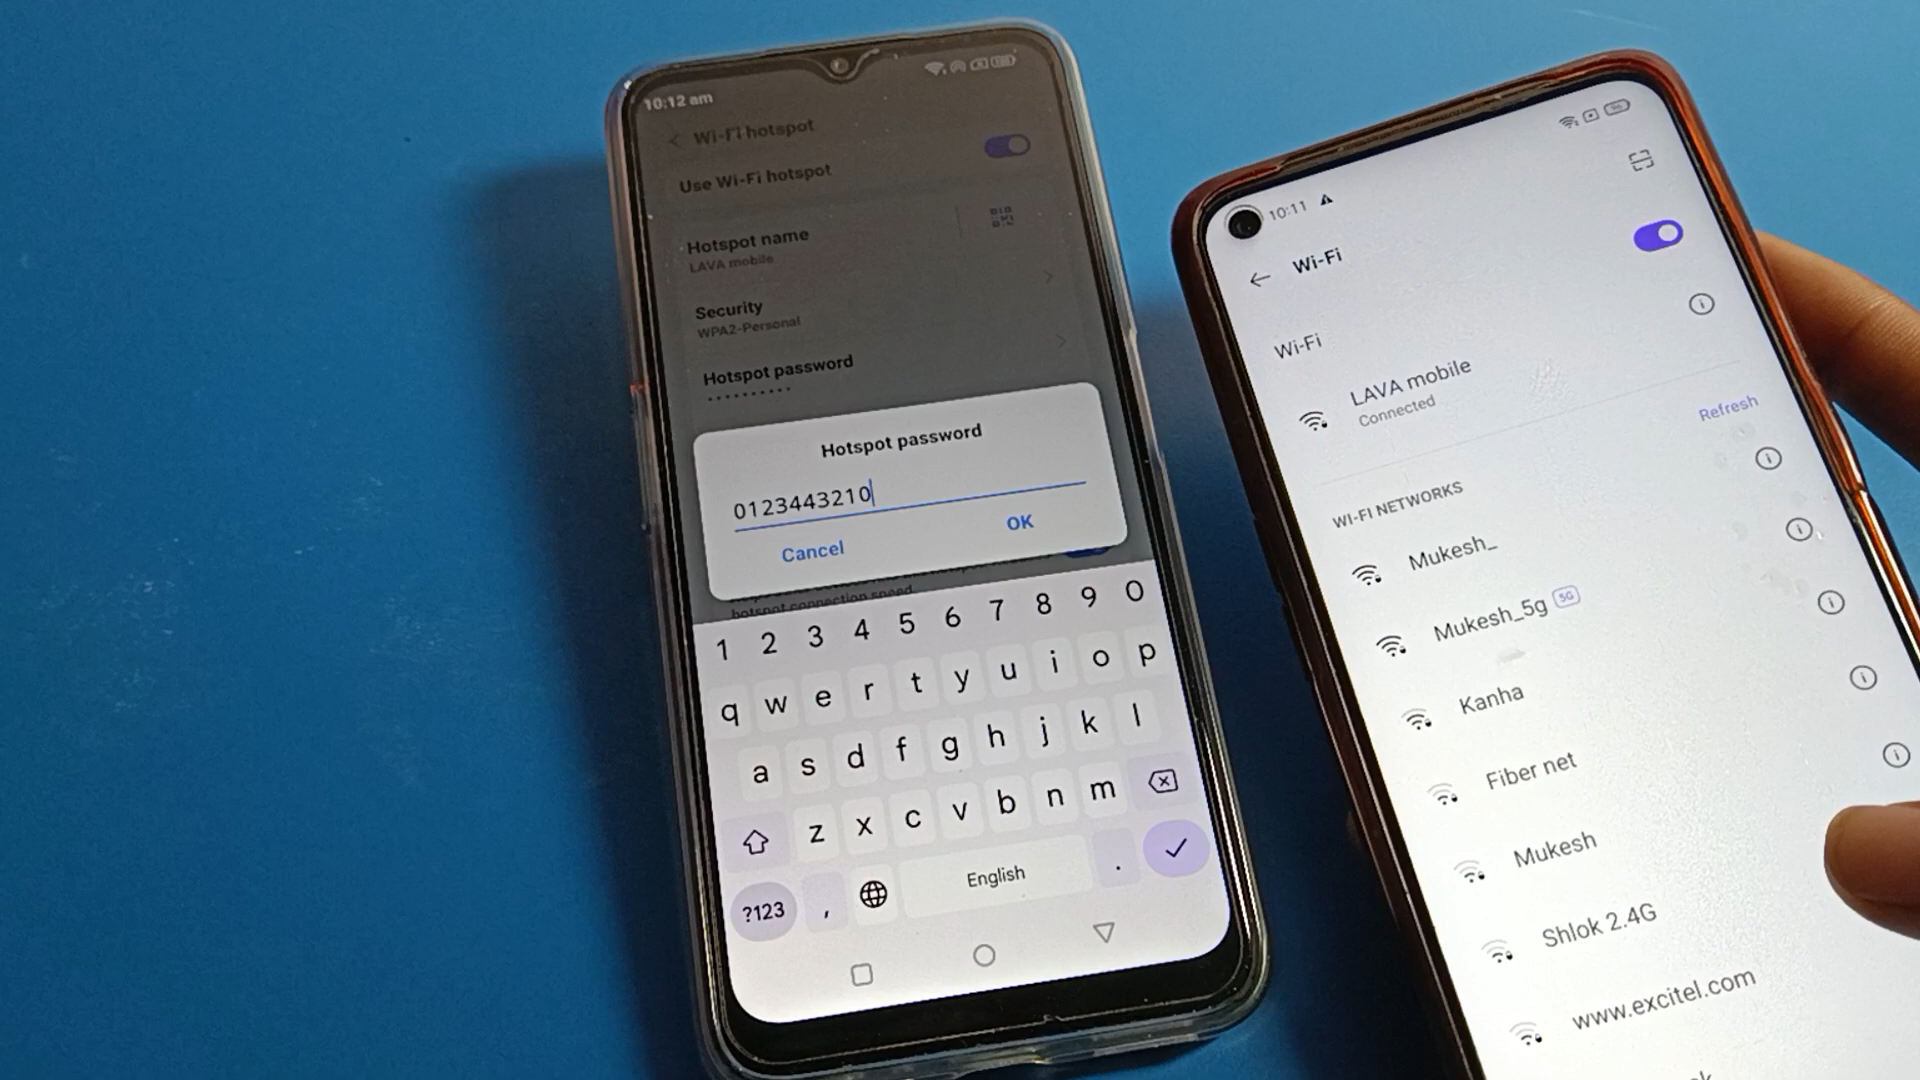 10:12 am
Wi-Fi hotspot
Use Wi-Fi hotspot
Hotspot name
LAVA mobile
Security
WPA2-Personal
Hotspot password
Hotspot password
0123443210
Cancel
OK
hotspot connection speed
1 2 3 4 5 6 7 8 9 0
q w e r t y u i o p
a s d f g h j k l
z x c v b n m
?123 , English .
10:11
Wi-Fi
Wi-Fi
LAVA mobile
Connected
Refresh
WI-FI NETWORKS
Mukesh_
Mukesh_5g 5G
Kanha
Fiber net
Mukesh
Shlok 2.4G
www.excitel.com